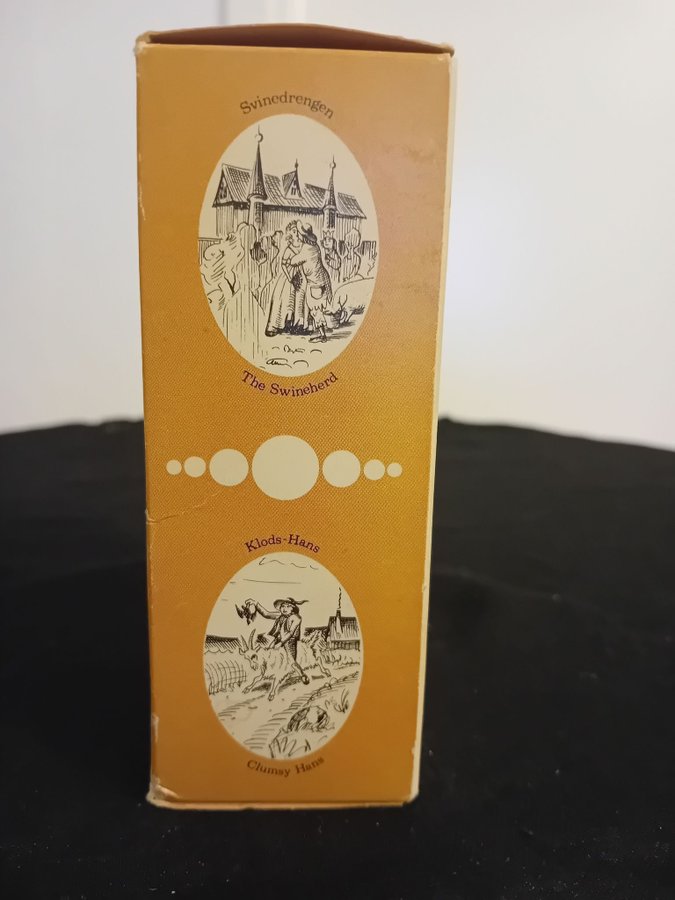 Svinedrengen
The Swineherd
Klods-Hans
Clumsy Hans